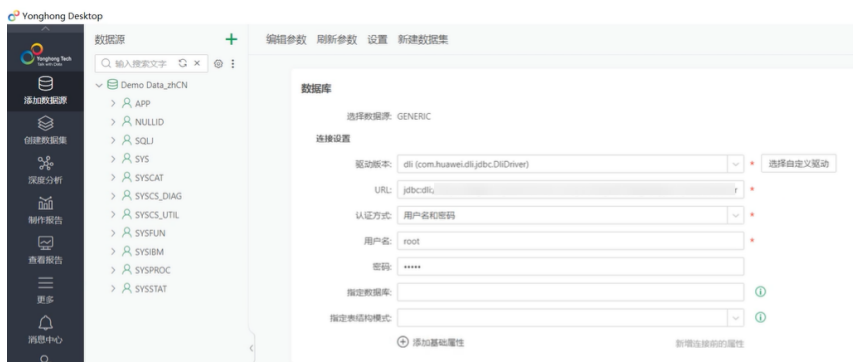 Yonghong Desktop
Yonghong Tech
Talk with Data
添加数据源
创建数据集
深度分析
制作报告
查看报告
更多
消息中心
数据源
输入搜索文字
Demo Data_zhCN
APP
NULLID
SQLJ
SYS
SYSCAT
SYSCS_DIAG
SYSCS_UTIL
SYSFUN
SYSIBM
SYSPROC
SYSSTAT
编辑参数 刷新参数 设置 新建数据集
数据库
选择数据源: GENERIC
连接设置
驱动版本: dli (com.huawei.dli.jdbc.DliDriver) * 选择自定义驱动
URL: jdbc:dli: r *
认证方式: 用户名和密码 *
用户名: root *
密码: •••••
指定数据库:
指定表结构模式:
添加基础属性 新增连接前的属性